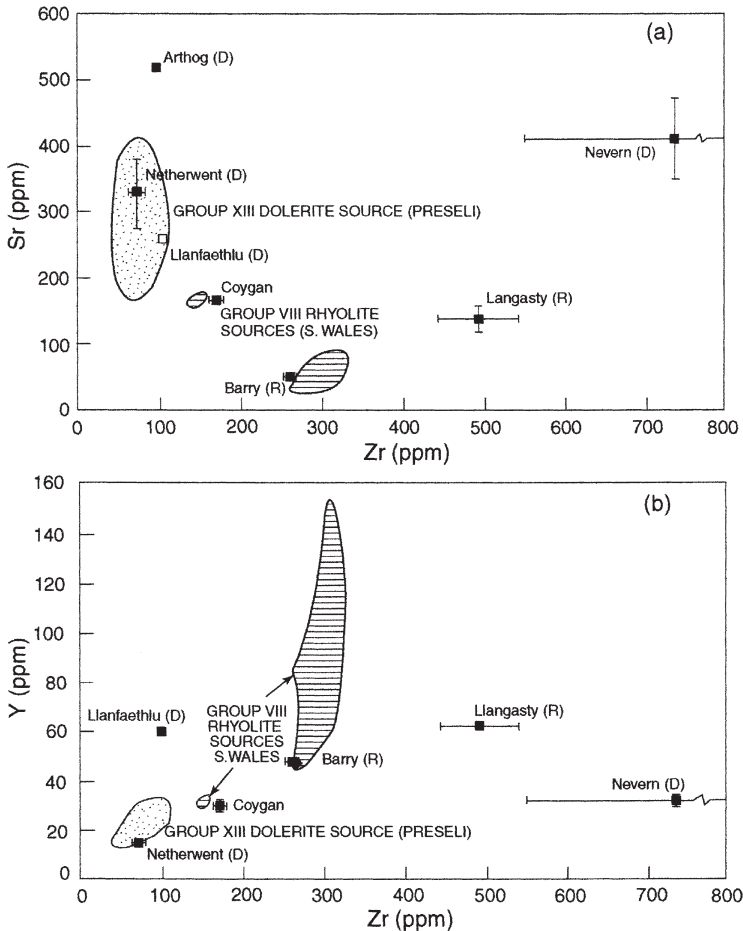 (a)
600
500
400
300
200
100
0
Sr (ppm)
Arthog (D)
Nevern (D)
Netherwent (D)
GROUP XIII DOLERITE SOURCE (PRESELI)
Llanfaethlu (D)
Coygan
GROUP VIII RHYOLITE
SOURCES (S. WALES)
Langasty (R)
Barry (R)
0 100 200 300 400 500 600 700 800
Zr (ppm)
(b)
160
140
120
100
80
60
40
20
0
Y (ppm)
Llanfaethlu (D)
GROUP VIII
RHYOLITE
SOURCES
S.WALES
Llangasty (R)
Barry (R)
Nevern (D)
Coygan
GROUP XIII DOLERITE SOURCE (PRESELI)
Netherwent (D)
0 100 200 300 400 500 600 700 800
Zr (ppm)